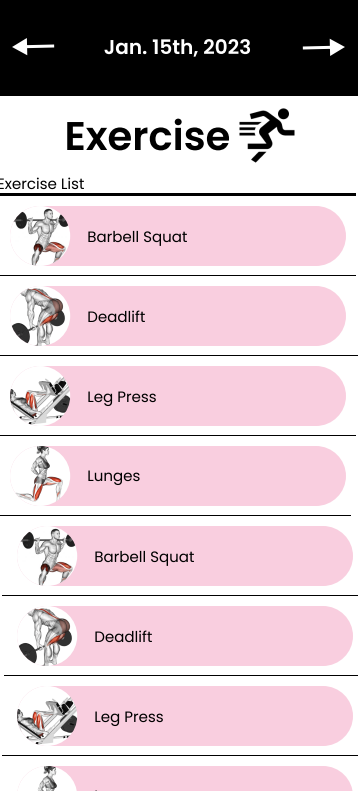 Jan. 15th, 2023
Exercise
Exercise List
Barbell Squat
Deadlift
Leg Press
Lunges
Barbell Squat
Deadlift
Leg Press